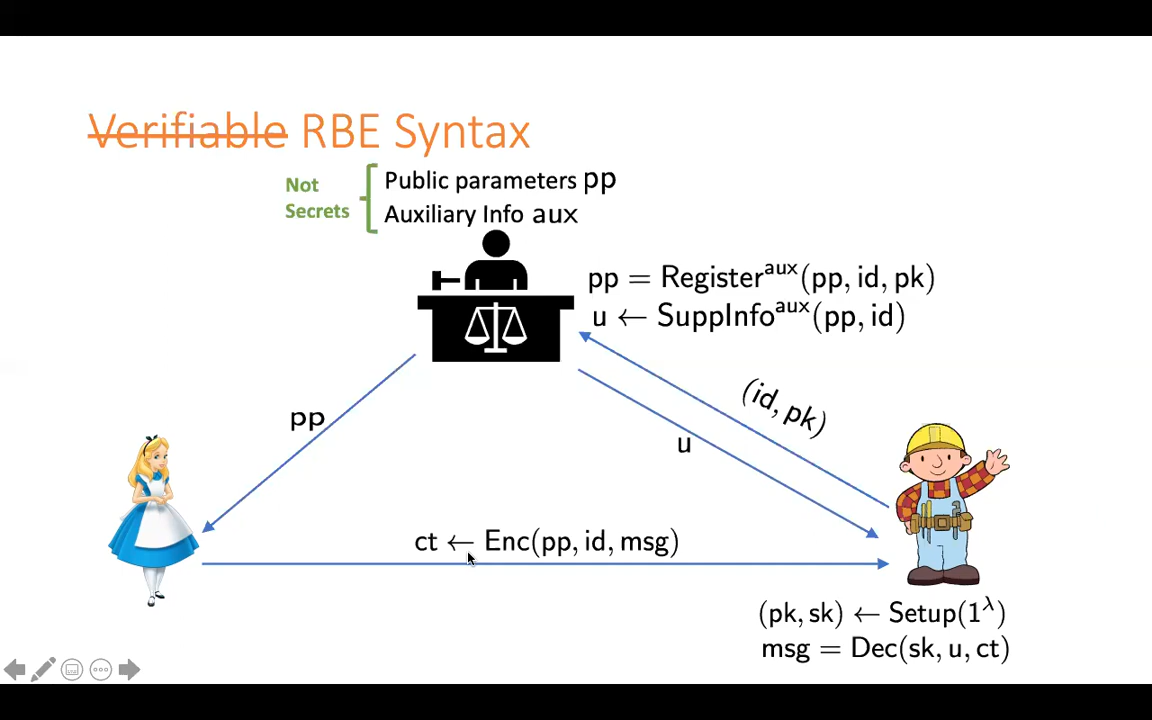 Verifiable RBE Syntax
Not
Secrets
Public parameters pp
Auxiliary Info aux
pp = Register^aux(pp, id, pk)
u ← SuppInfo^aux(pp, id)
(id, pk)
pp
u
ct ← Enc(pp, id, msg)
(pk, sk) ← Setup(1^λ)
msg = Dec(sk, u, ct)